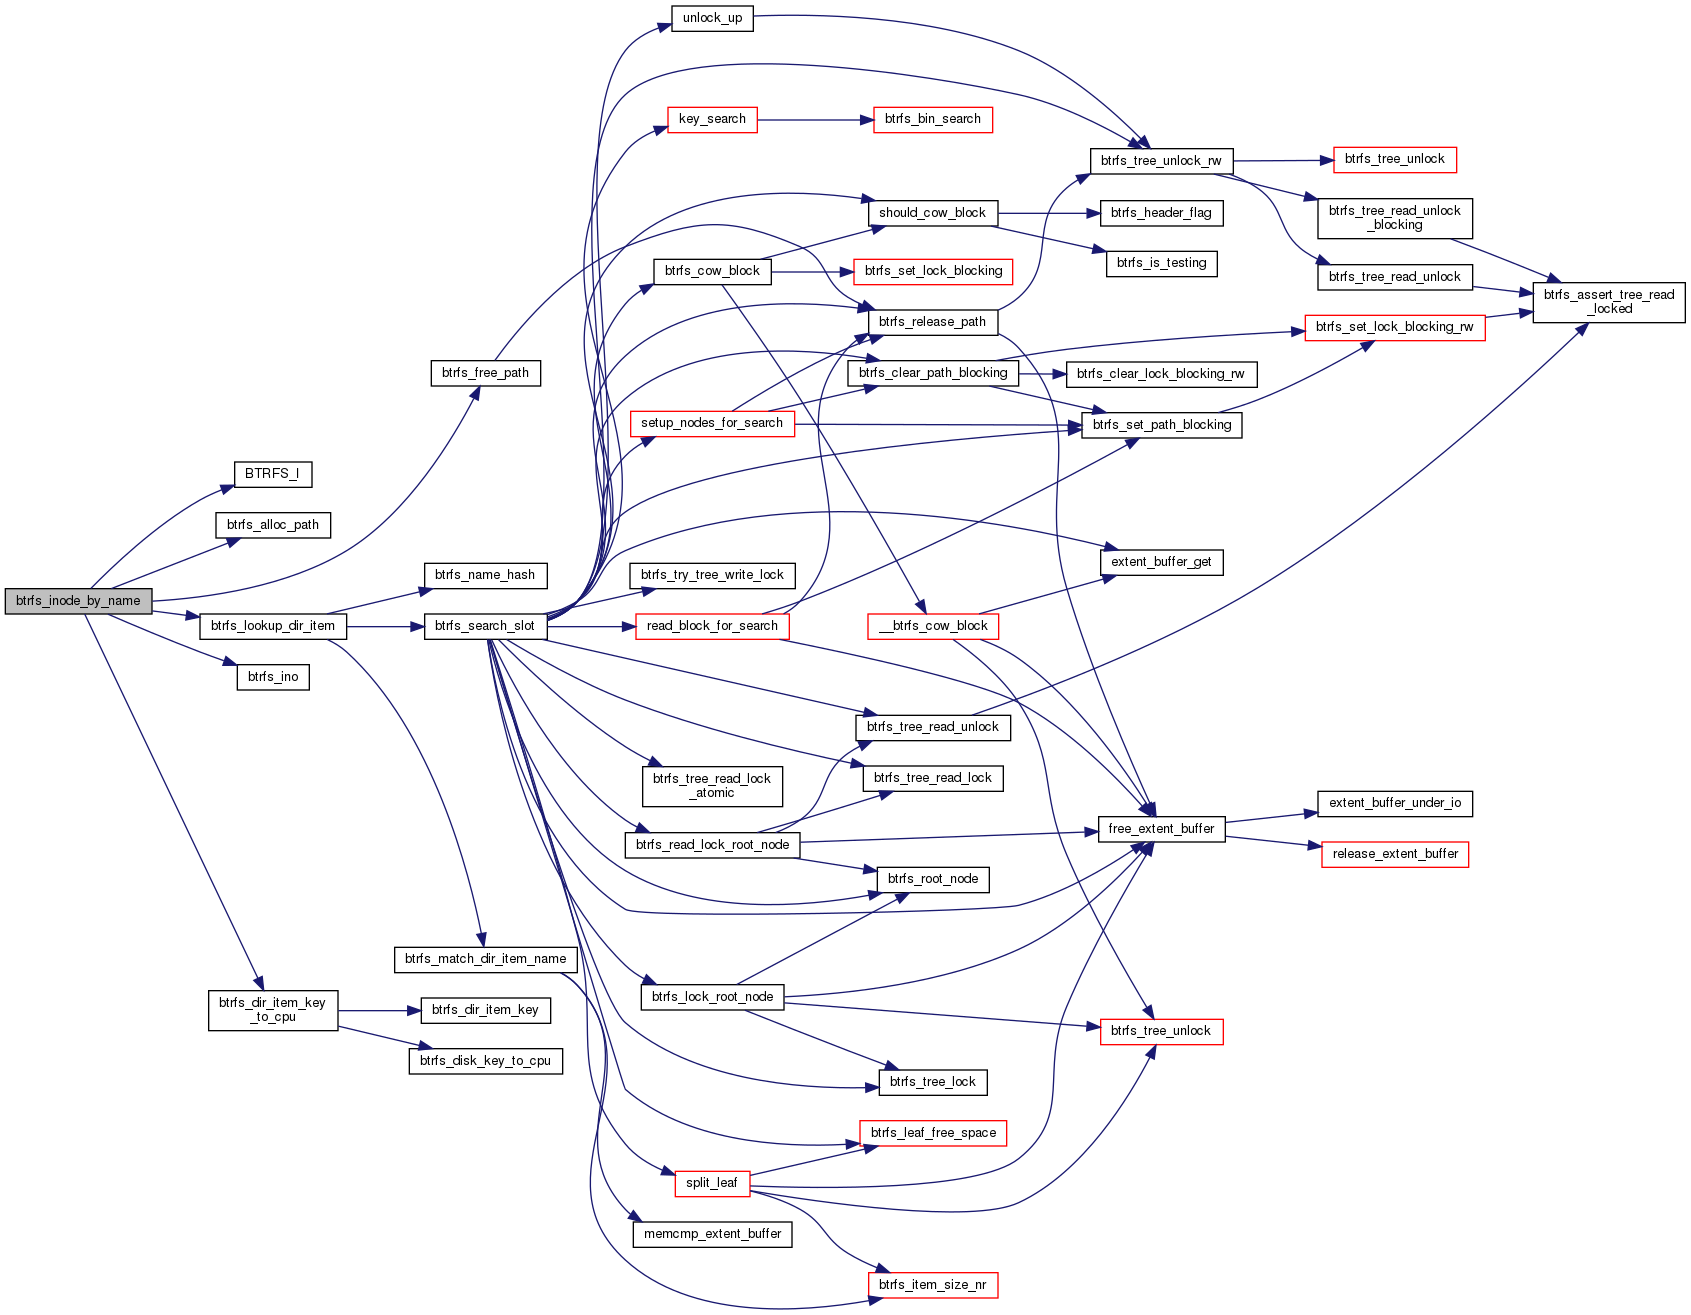 unlock_up
key_search
btrfs_bin_search
btrfs_tree_unlock_rw
btrfs_tree_unlock
should_cow_block
btrfs_header_flag
btrfs_tree_read_unlock
_blocking
btrfs_cow_block
btrfs_set_lock_blocking
btrfs_is_testing
btrfs_tree_read_unlock
btrfs_assert_tree_read
_locked
btrfs_release_path
btrfs_set_lock_blocking_rw
btrfs_free_path
btrfs_clear_path_blocking
btrfs_clear_lock_blocking_rw
setup_nodes_for_search
btrfs_set_path_blocking
BTRFS_I
btrfs_alloc_path
extent_buffer_get
btrfs_name_hash
btrfs_try_tree_write_lock
btrfs_inode_by_name
btrfs_lookup_dir_item
btrfs_search_slot
read_block_for_search
__btrfs_cow_block
btrfs_ino
btrfs_tree_read_unlock
btrfs_tree_read_lock
_atomic
btrfs_tree_read_lock
btrfs_read_lock_root_node
free_extent_buffer
extent_buffer_under_io
release_extent_buffer
btrfs_root_node
btrfs_match_dir_item_name
btrfs_lock_root_node
btrfs_dir_item_key
_to_cpu
btrfs_dir_item_key
btrfs_tree_unlock
btrfs_disk_key_to_cpu
btrfs_tree_lock
btrfs_leaf_free_space
split_leaf
memcmp_extent_buffer
btrfs_item_size_nr